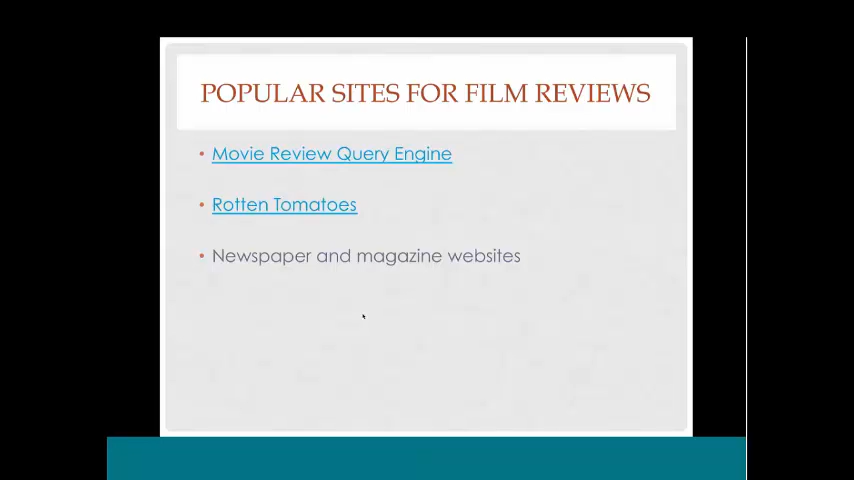 POPULAR SITES FOR FILM REVIEWS
• Movie Review Query Engine
• Rotten Tomatoes
• Newspaper and magazine websites